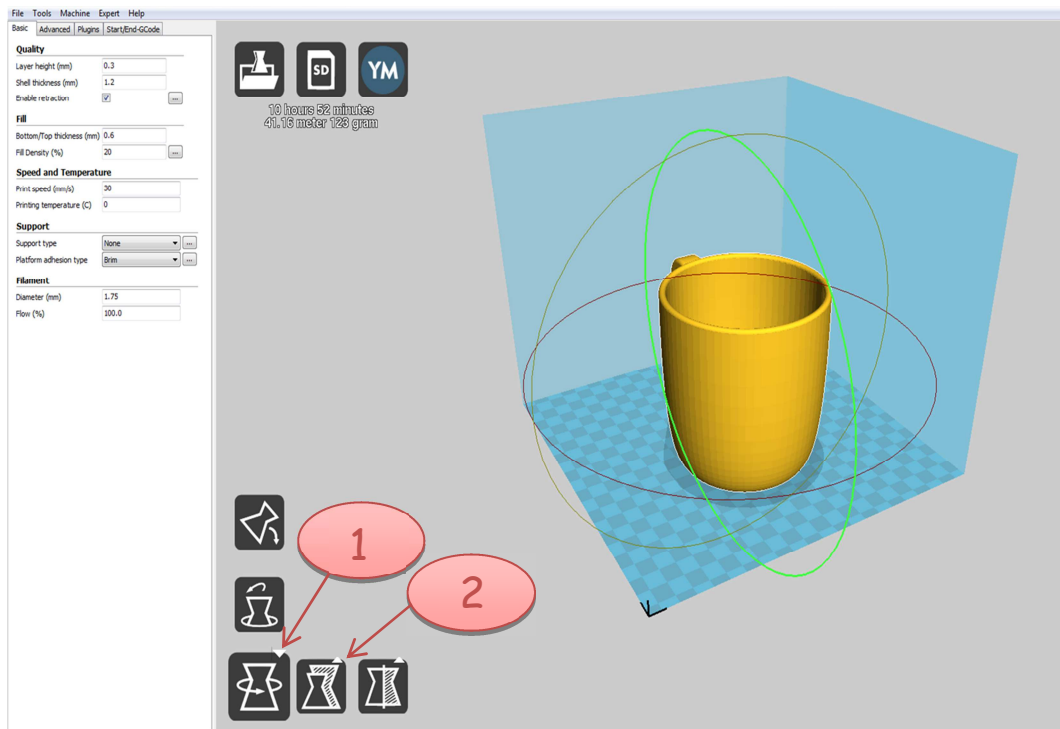 File Tools Machine Expert Help
Basic Advanced Plugins Start/End-GCode
Quality
Layer height (mm) 0.3
Shell thickness (mm) 1.2
Enable retraction ...
Fill
Bottom/Top thickness (mm) 0.6
Fill Density (%) 20 ...
Speed and Temperature
Print speed (mm/s) 30
Printing temperature (C) 0
Support
Support type None ...
Platform adhesion type Brim ...
Filament
Diameter (mm) 1.75
Flow (%) 100.0
SD
YM
10 hours 52 minutes
41.16 meter 123 gram
1
2